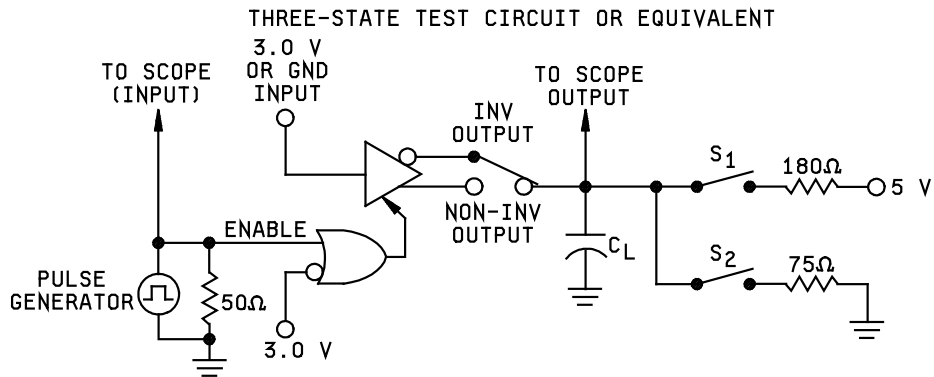 THREE-STATE TEST CIRCUIT OR EQUIVALENT
3.0 V
OR GND
INPUT
TO SCOPE
(INPUT)
TO SCOPE
OUTPUT
INV
OUTPUT
S1
180Ω
5 V
NON-INV
OUTPUT
ENABLE
CL
S2
75Ω
PULSE
GENERATOR
50Ω
3.0 V